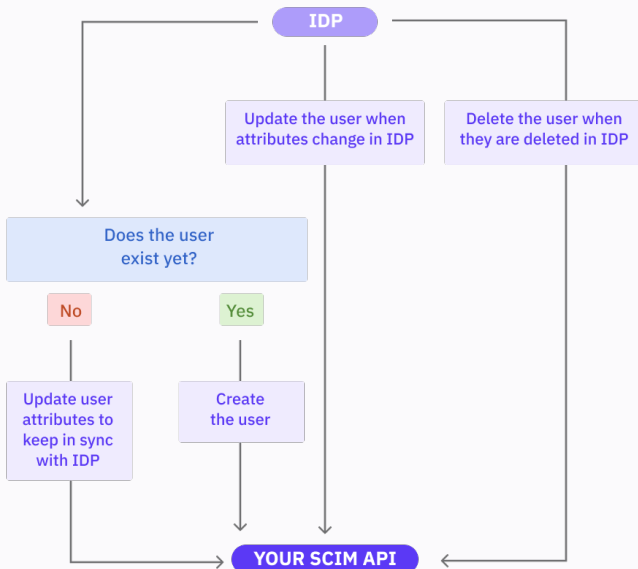 IDP
Update the user when
attributes change in IDP
Delete the user when
they are deleted in IDP
Does the user
exist yet?
No
Yes
Update user
attributes to
keep in sync
with IDP
Create
the user
YOUR SCIM API